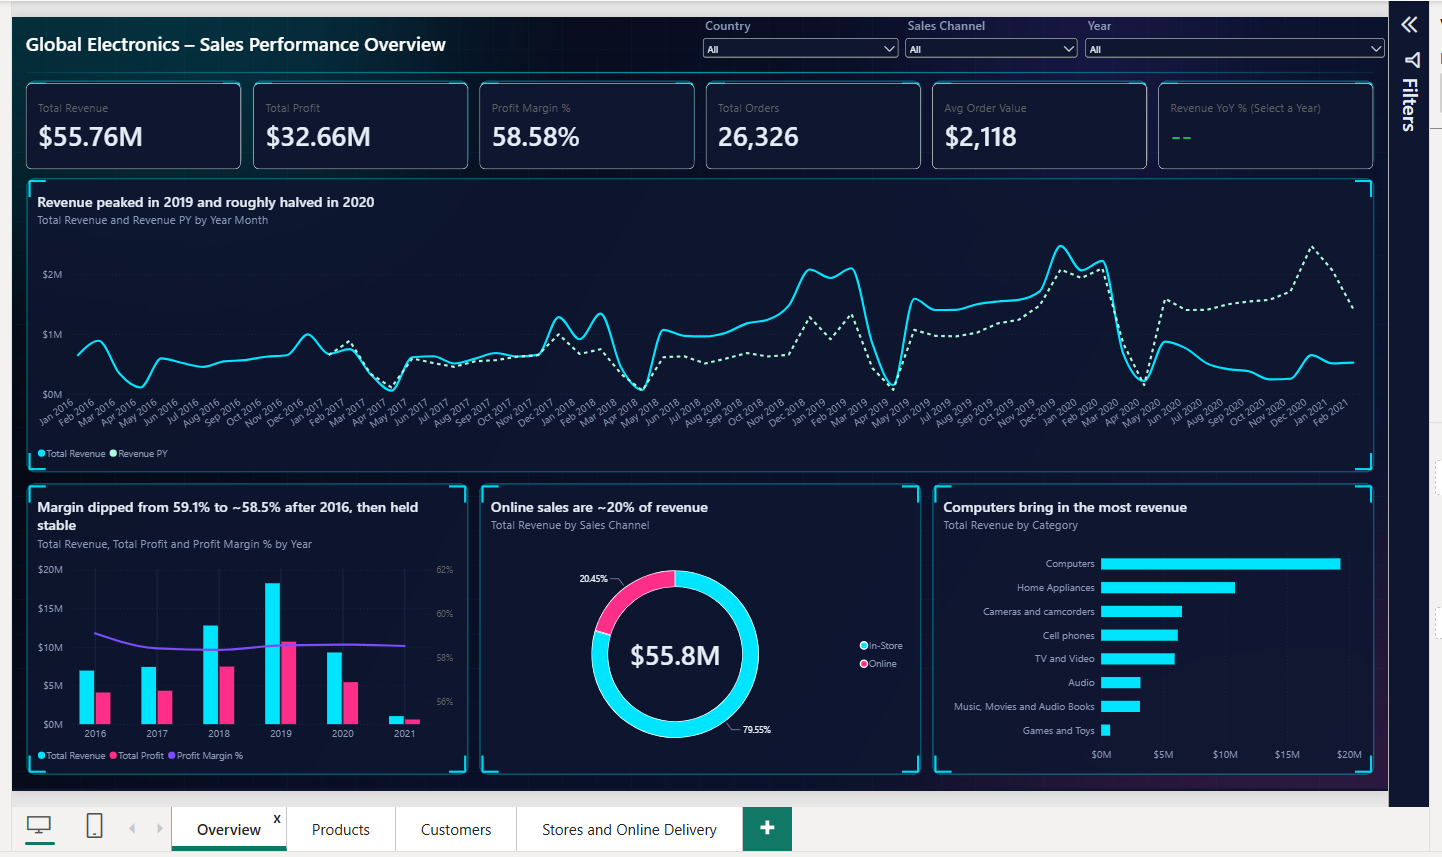 Global Electronics – Sales Performance Overview
Country
Sales Channel
Year
All
All
All
Filters
Total Revenue
$55.76M
Total Profit
$32.66M
Profit Margin %
58.58%
Total Orders
26,326
Avg Order Value
$2,118
Revenue YoY % (Select a Year)
--
Revenue peaked in 2019 and roughly halved in 2020
Total Revenue and Revenue PY by Year Month
$2M
$1M
$0M
Jan 2016
Feb 2016
Mar 2016
Apr 2016
May 2016
Jun 2016
Jul 2016
Aug 2016
Sep 2016
Oct 2016
Nov 2016
Dec 2016
Jan 2017
Feb 2017
Mar 2017
Apr 2017
May 2017
Jun 2017
Jul 2017
Aug 2017
Sep 2017
Oct 2017
Nov 2017
Dec 2017
Jan 2018
Feb 2018
Mar 2018
Apr 2018
May 2018
Jun 2018
Jul 2018
Aug 2018
Sep 2018
Oct 2018
Nov 2018
Dec 2018
Jan 2019
Feb 2019
Mar 2019
Apr 2019
May 2019
Jun 2019
Jul 2019
Aug 2019
Sep 2019
Oct 2019
Nov 2019
Dec 2019
Jan 2020
Feb 2020
Mar 2020
Apr 2020
May 2020
Jun 2020
Jul 2020
Aug 2020
Sep 2020
Oct 2020
Nov 2020
Dec 2020
Jan 2021
Feb 2021
Total Revenue Revenue PY
Margin dipped from 59.1% to ~58.5% after 2016, then held
stable
Total Revenue, Total Profit and Profit Margin % by Year
$20M
$15M
$10M
$5M
$0M
62%
60%
58%
56%
2016 2017 2018 2019 2020 2021
Total Revenue Total Profit Profit Margin %
Online sales are ~20% of revenue
Total Revenue by Sales Channel
20.45%
$55.8M
79.55%
In-Store
Online
Computers bring in the most revenue
Total Revenue by Category
Computers
Home Appliances
Cameras and camcorders
Cell phones
TV and Video
Audio
Music, Movies and Audio Books
Games and Toys
$0M $5M $10M $15M $20M
Overview
x
Products
Customers
Stores and Online Delivery
+